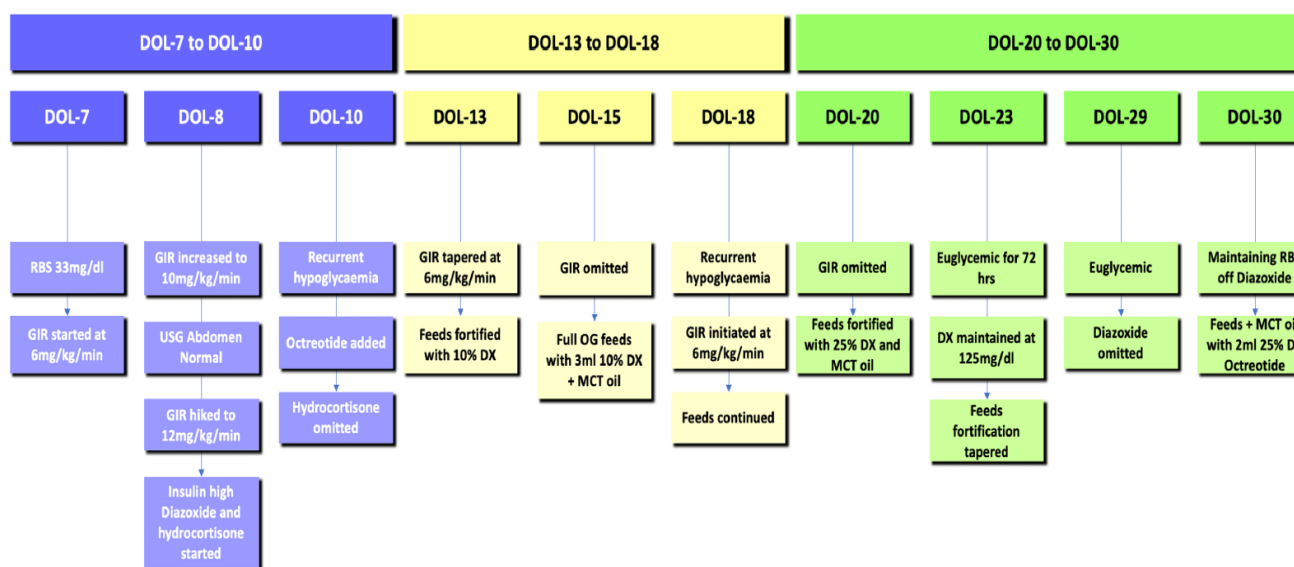 DOL-7 to DOL-10
DOL-13 to DOL-18
DOL-20 to DOL-30
DOL-7
DOL-8
DOL-10
DOL-13
DOL-15
DOL-18
DOL-20
DOL-23
DOL-29
DOL-30
RBS 33mg/dl
GIR started at
6mg/kg/min
GIR increased to
10mg/kg/min
USG Abdomen
Normal
GIR hiked to
12mg/kg/min
Insulin high
Diazoxide and
hydrocortisone
started
Recurrent
hypoglycaemia
Octreotide added
Hydrocortisone
omitted
GIR tapered at
6mg/kg/min
Feeds fortified
with 10% DX
GIR omitted
Full OG feeds
with 3ml 10% DX
+ MCT oil
Recurrent
hypoglycaemia
GIR initiated at
6mg/kg/min
Feeds continued
GIR omitted
Feeds fortified
with 25% DX and
MCT oil
Euglycemic for 72
hrs
DX maintained at
125mg/dl
Feeds
fortification
tapered
Euglycemic
Diazoxide
omitted
Maintaining
off Diazoxide
Feeds + MCT
with 2ml 25%
Octreotide